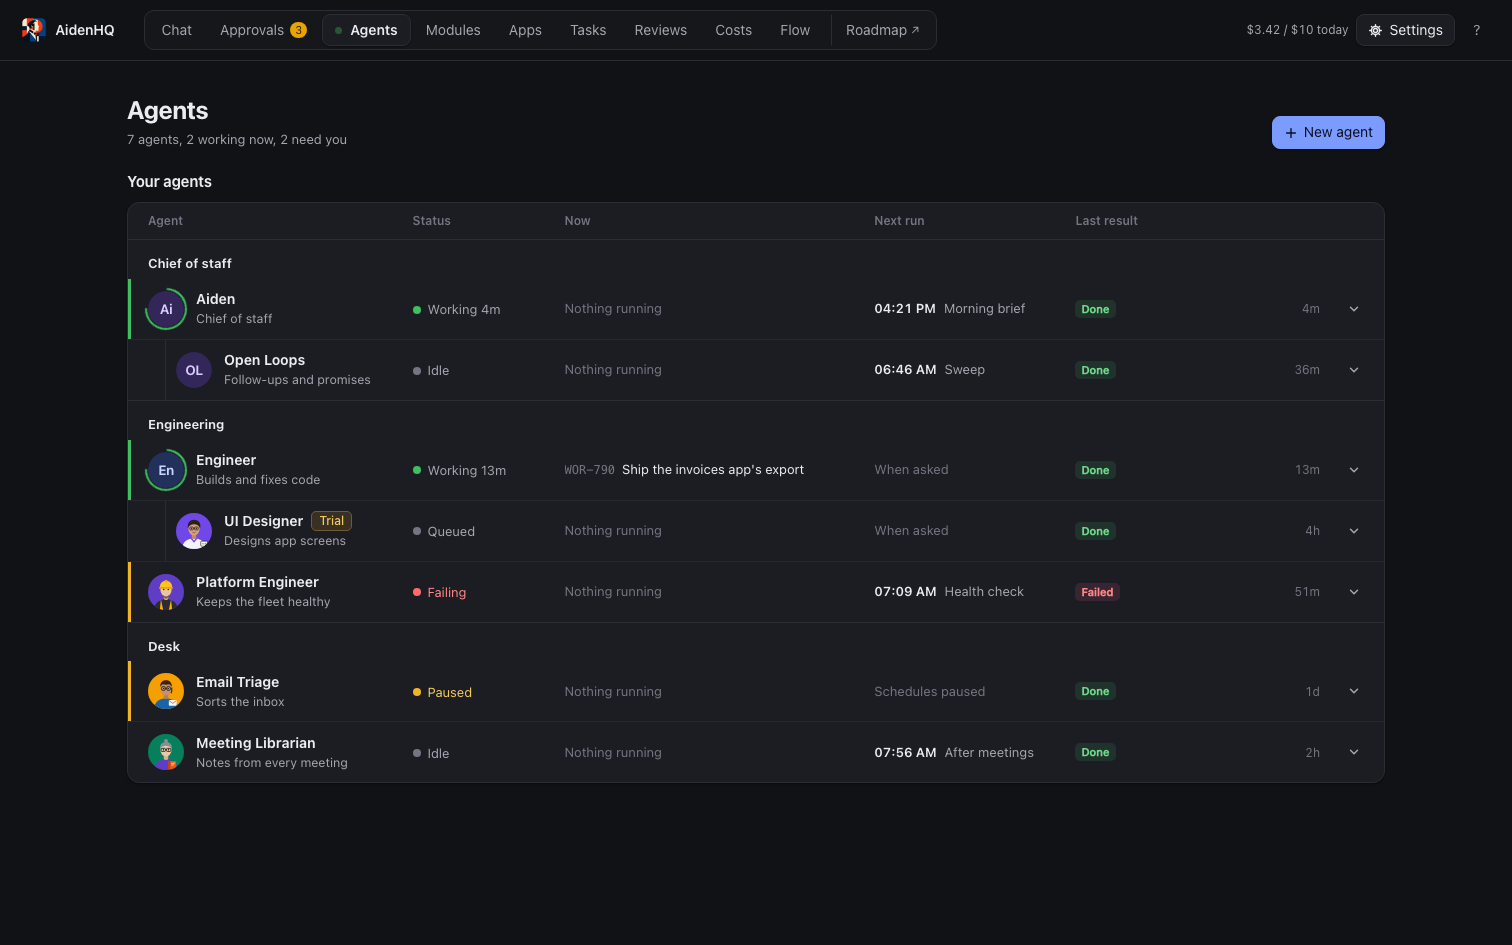 AidenHQ
Chat
Approvals 3
Agents
Modules
Apps
Tasks
Reviews
Costs
Flow
Roadmap ↗
$3.42 / $10 today
Settings
?
Agents
7 agents, 2 working now, 2 need you
+ New agent
Your agents
Agent Status Now Next run Last result
Chief of staff
Ai Aiden
Chief of staff
Working 4m Nothing running 04:21 PM Morning brief Done 4m
OL Open Loops
Follow-ups and promises
Idle Nothing running 06:46 AM Sweep Done 36m
Engineering
En Engineer
Builds and fixes code
Working 13m WOR-790 Ship the invoices app's export When asked Done 13m
UI Designer Trial
Designs app screens
Queued Nothing running When asked Done 4h
Platform Engineer
Keeps the fleet healthy
Failing Nothing running 07:09 AM Health check Failed 51m
Desk
Email Triage
Sorts the inbox
Paused Nothing running Schedules paused Done 1d
Meeting Librarian
Notes from every meeting
Idle Nothing running 07:56 AM After meetings Done 2h